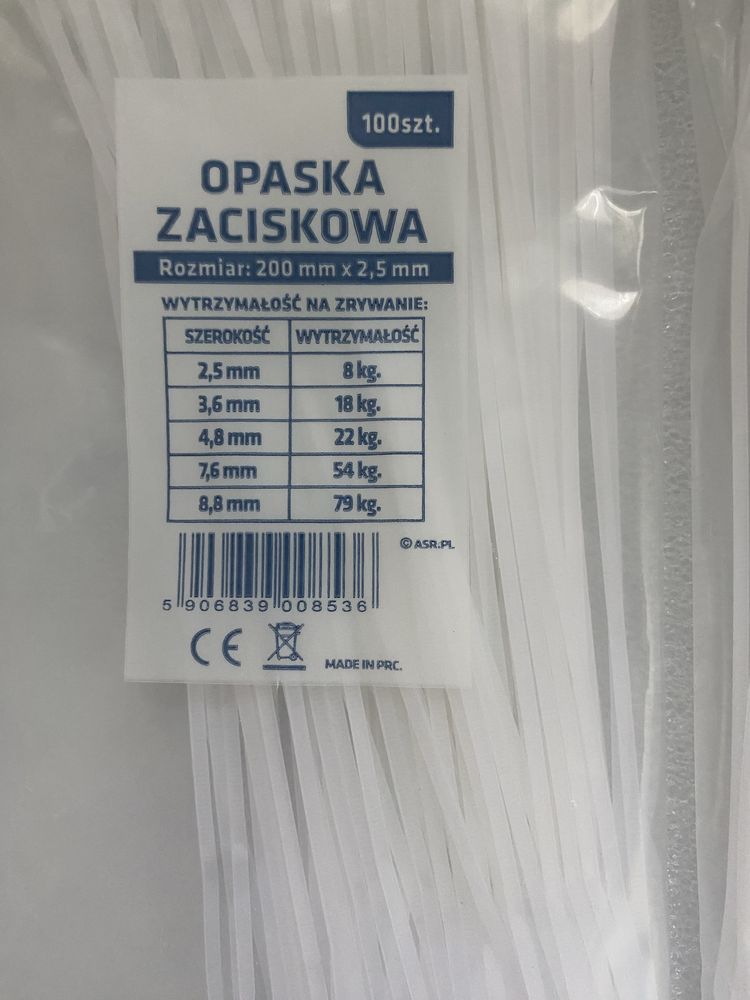 100szt.
OPASKA
ZACISKOWA
Rozmiar: 200 mm x 2,5 mm
WYTRZYMAŁOŚĆ NA ZRYWANIE:
SZEROKOŚĆ WYTRZYMAŁOŚĆ
2,5 mm 8 kg.
3,6 mm 18 kg.
4,8 mm 22 kg.
7,6 mm 54 kg.
8,8 mm 79 kg.
© ASR.PL
5 906839 008536
CE
MADE IN PRC.